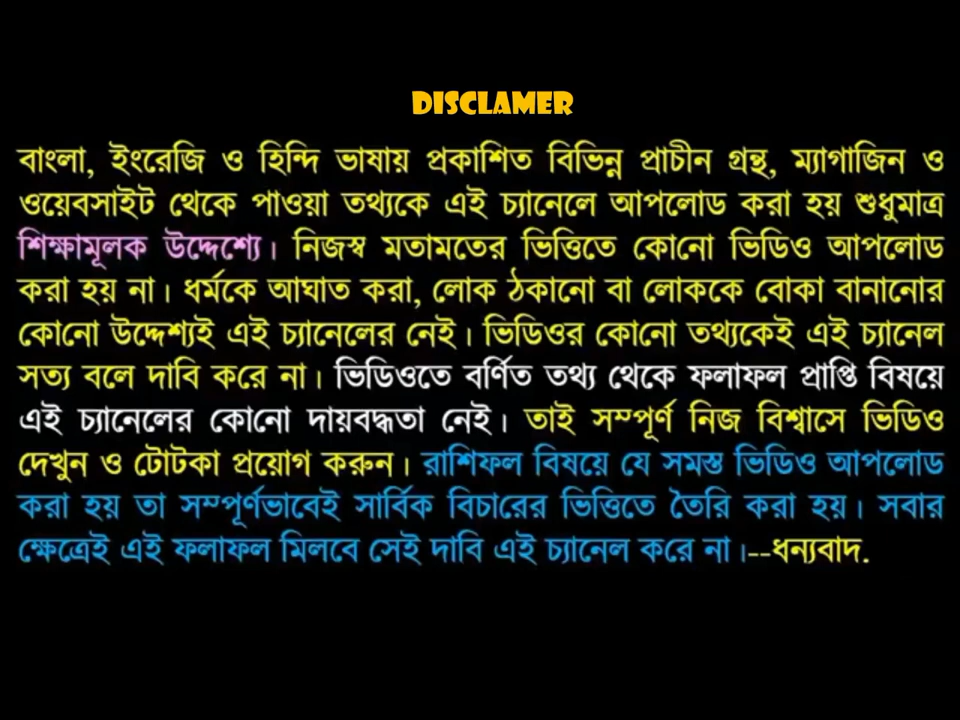 DISCLAMER
বাংলা, ইংরেজি ও হিন্দি ভাষায় প্রকাশিত বিভিন্ন প্রাচীন গ্রন্থ, ম্যাগাজিন ও
ওয়েবসাইট থেকে পাওয়া তথ্যকে এই চ্যানেলে আপলোড করা হয় শুধুমাত্র
শিক্ষামূলক উদ্দেশ্যে। নিজস্ব মতামতের ভিত্তিতে কোনো ভিডিও আপলোড
করা হয় না। ধর্মকে আঘাত করা, লোক ঠকানো বা লোককে বোকা বানানোর
কোনো উদ্দেশ্যই এই চ্যানেলের নেই। ভিডিওর কোনো তথ্যকেই এই চ্যানেল
সত্য বলে দাবি করে না। ভিডিওতে বর্ণিত তথ্য থেকে ফলাফল প্রাপ্তি বিষয়ে
এই চ্যানেলের কোনো দায়বদ্ধতা নেই। তাই সম্পূর্ণ নিজ বিশ্বাসে ভিডিও
দেখুন ও টোটকা প্রয়োগ করুন। রাশিফল বিষয়ে যে সমস্ত ভিডিও আপলোড
করা হয় তা সম্পূর্ণভাবেই সার্বিক বিচারের ভিত্তিতে তৈরি করা হয়। সবার
ক্ষেত্রেই এই ফলাফল মিলবে সেই দাবি এই চ্যানেল করে না।--ধন্যবাদ.